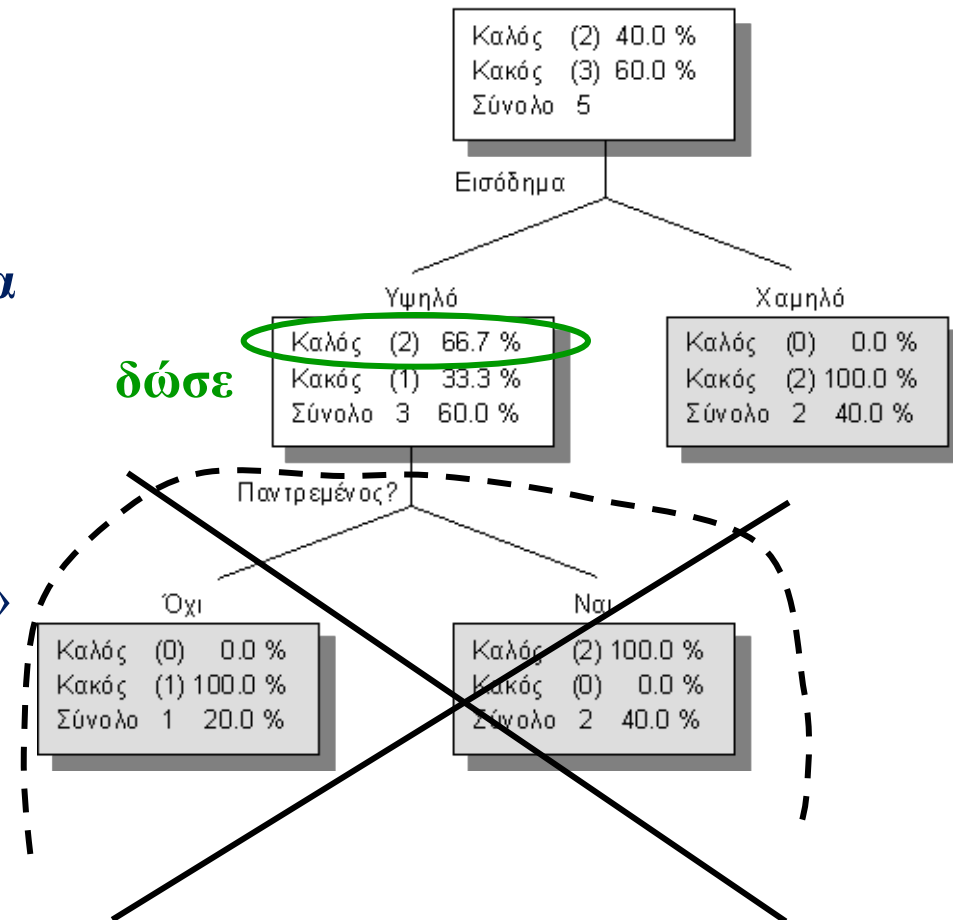 Καλός (2) 40.0 %
Κακός (3) 60.0 %
Σύνολο 5
Εισόδημα
α
Υψηλό
Χαμηλό
Καλός (2) 66.7 %
Κακός (1) 33.3 %
Σύνολο 3 60.0 %
δώσε
Καλός (0) 0.0 %
Κακός (2) 100.0 %
Σύνολο 2 40.0 %
Παντρεμένος?
»
Όχι
Ναι
Καλός (0) 0.0 %
Κακός (1) 100.0 %
Σύνολο 1 20.0 %
Καλός (2) 100.0 %
Κακός (0) 0.0 %
Σύνολο 2 40.0 %